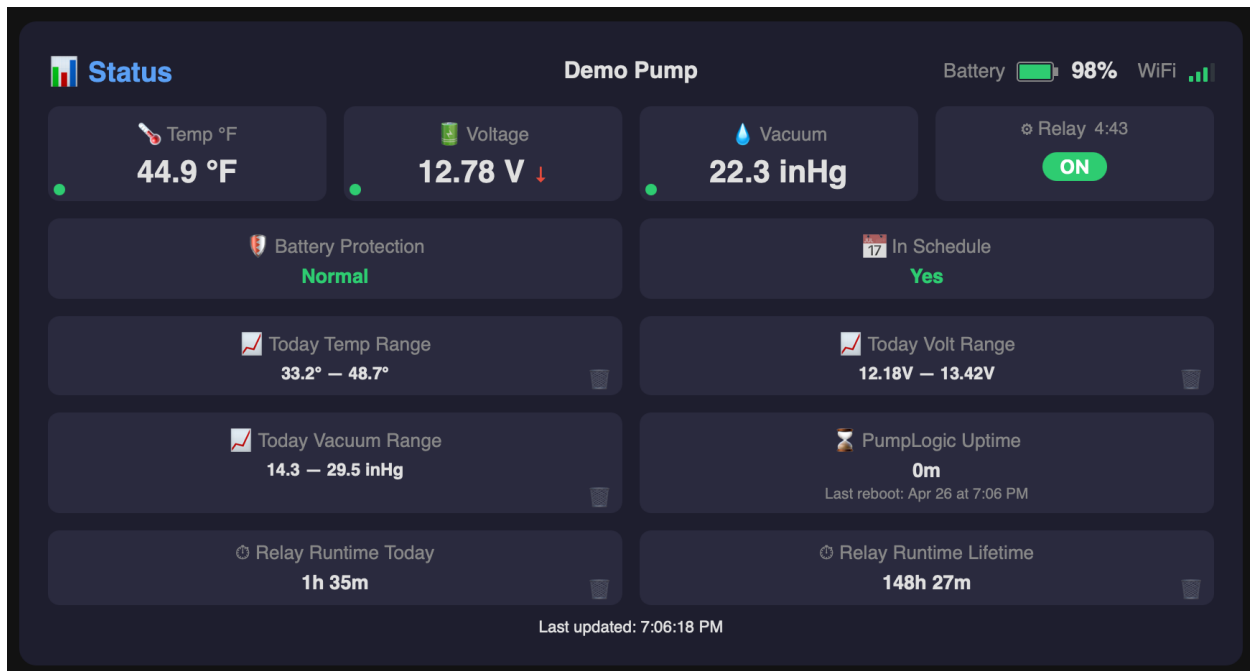 Status
Demo Pump
Battery 98% WiFi
Temp °F
44.9 °F
Voltage
12.78 V ↓
Vacuum
22.3 inHg
Relay 4:43
ON
Battery Protection
Normal
17
In Schedule
Yes
Today Temp Range
33.2° — 48.7°
Today Volt Range
12.18V — 13.42V
Today Vacuum Range
14.3 — 29.5 inHg
PumpLogic Uptime
0m
Last reboot: Apr 26 at 7:06 PM
Relay Runtime Today
1h 35m
Relay Runtime Lifetime
148h 27m
Last updated: 7:06:18 PM